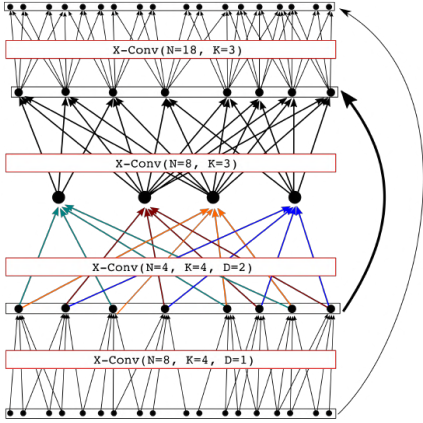 X-Conv(N=18, K=3)
X-Conv(N=8, K=3)
X-Conv(N=4, K=4, D=2)
X-Conv(N=8, K=4, D=1)